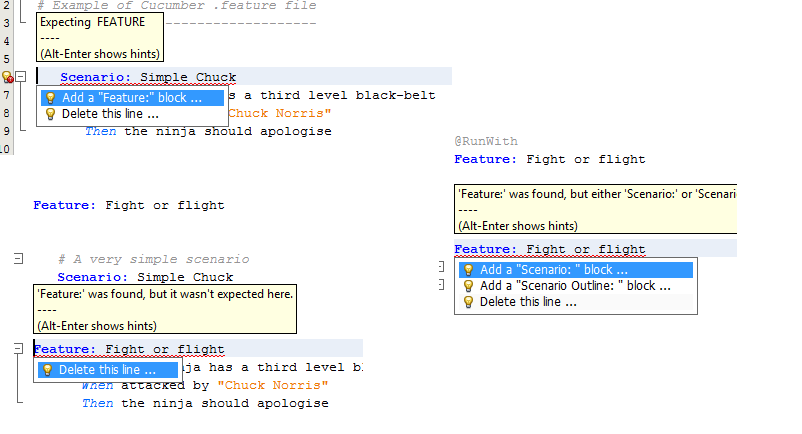 2 # Example of Cucumber .feature file
3 --------------------
Expecting FEATURE
----
(Alt-Enter shows hints)
4
5
Scenario: Simple Chuck
Add a "Feature:" block ...
Delete this line ...
7 s a third level black-belt
8 Chuck Norris"
9 Then the ninja should apologise
10
Feature: Fight or flight
# A very simple scenario
Scenario: Simple Chuck
'Feature:' was found, but it wasn't expected here.
----
(Alt-Enter shows hints)
Feature: Fight or flight
Delete this line ...
ja has a third level bl
When attacked by "Chuck Norris"
Then the ninja should apologise
@RunWith
Feature: Fight or flight
'Feature:' was found, but either 'Scenario:' or 'Scenari
----
(Alt-Enter shows hints)
Feature: Fight or flight
Add a "Scenario: " block ...
Add a "Scenario Outline: " block ...
Delete this line ...